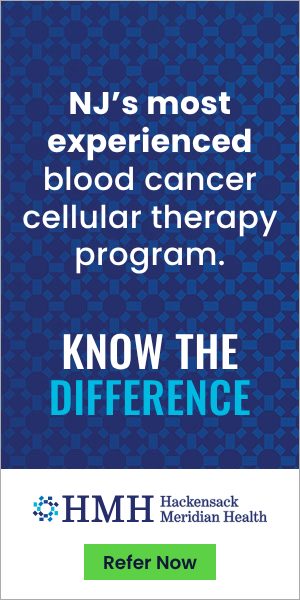 NJ’s most
experienced
blood cancer
cellular therapy
program.
KNOW THE
DIFFERENCE
HMH Hackensack
Meridian Health
Refer Now